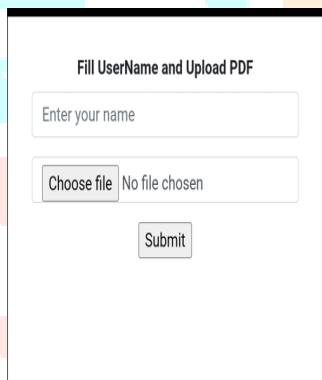 Fill UserName and Upload PDF
Enter your name
Choose file No file chosen
Submit